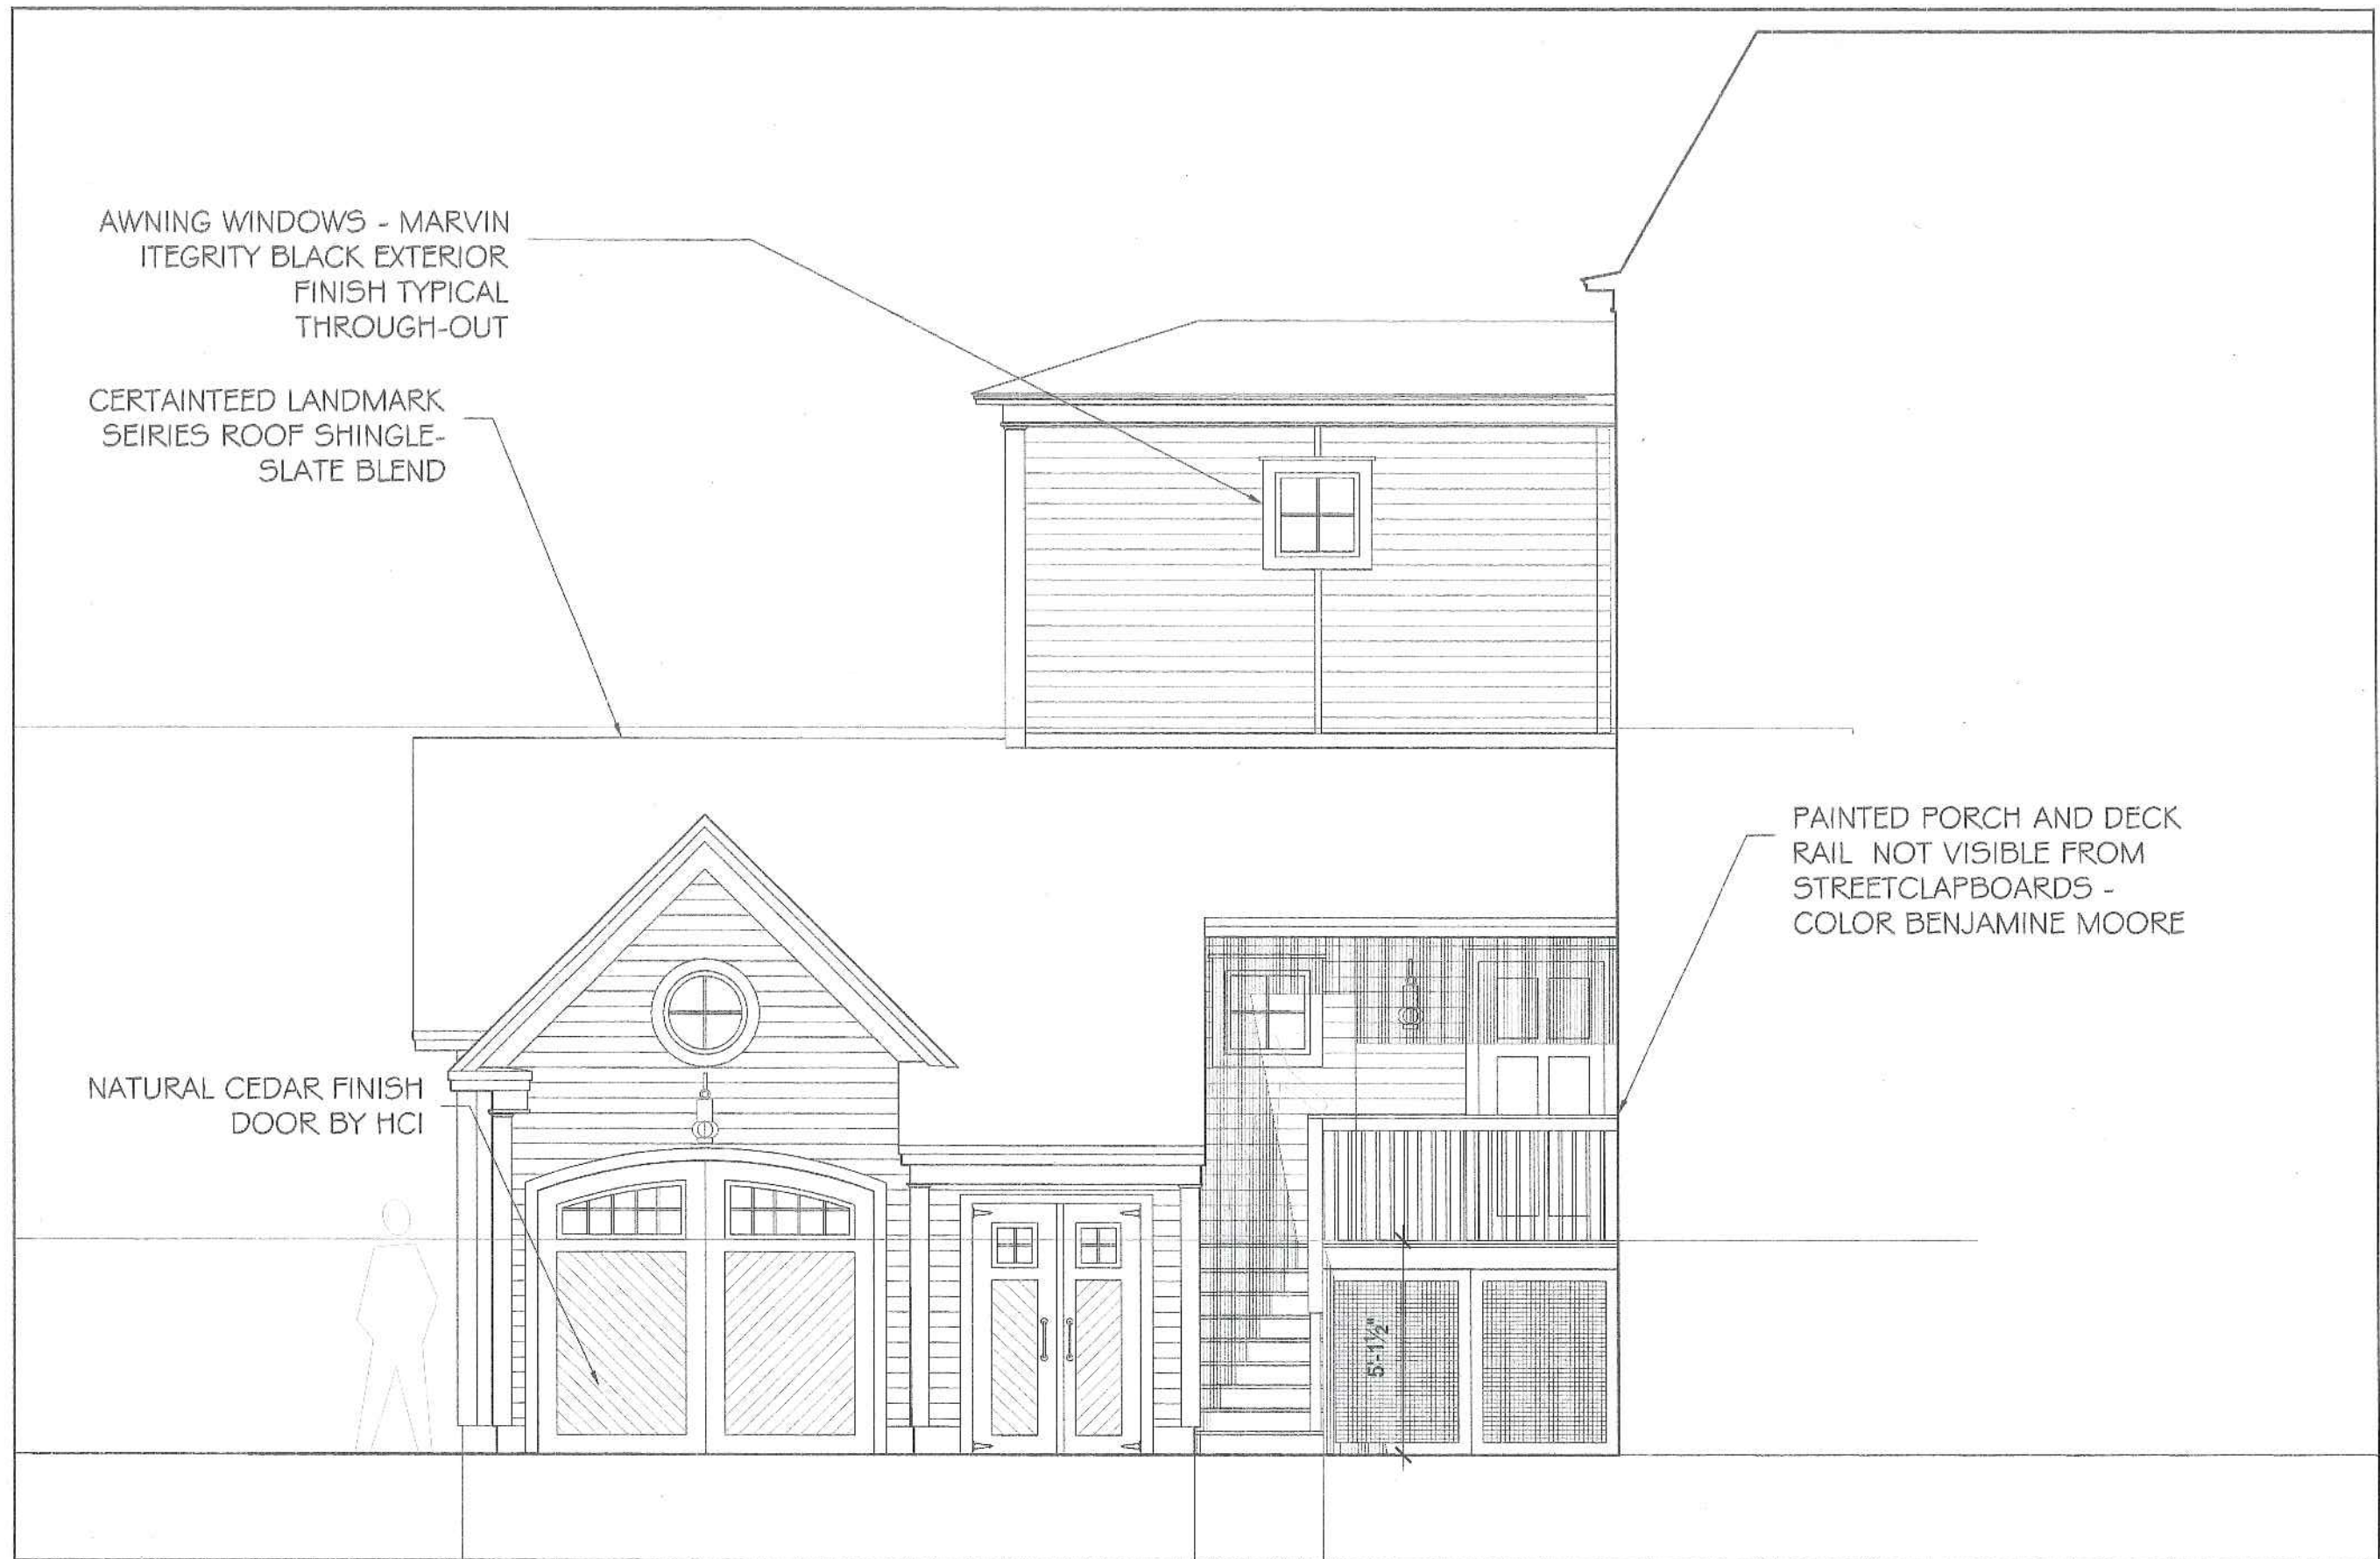 AWNING WINDOWS - MARVIN
ITEGRITY BLACK EXTERIOR
FINISH TYPICAL
THROUGH-OUT
CERTAINTEED LANDMARK
SEIRIES ROOF SHINGLE-
SLATE BLEND
PAINTED PORCH AND DECK
RAIL NOT VISIBLE FROM
STREETCLAPBOARDS -
COLOR BENJAMINE MOORE
NATURAL CEDAR FINISH
DOOR BY HCI
5'-1½"